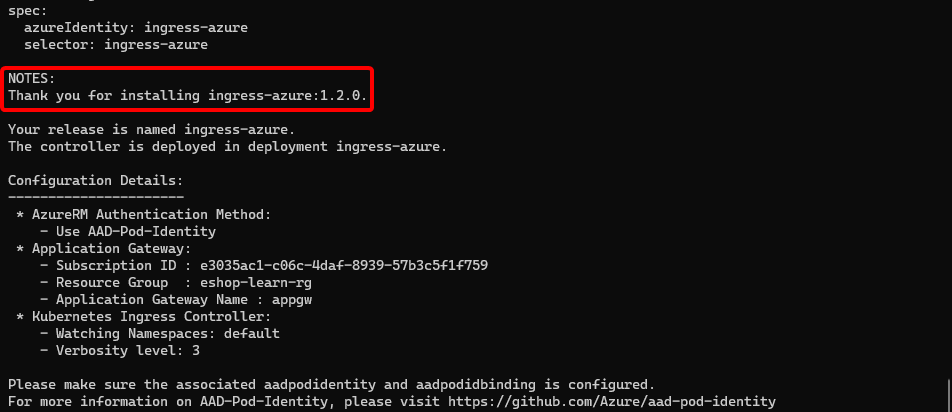 spec:
azureIdentity: ingress-azure
selector: ingress-azure
NOTES:
Thank you for installing ingress-azure:1.2.0.
Your release is named ingress-azure.
The controller is deployed in deployment ingress-azure.
Configuration Details:
----------------------
* AzureRM Authentication Method:
- Use AAD-Pod-Identity
* Application Gateway:
- Subscription ID : e3035ac1-c06c-4daf-8939-57b3c5f1f759
- Resource Group  : eshop-learn-rg
- Application Gateway Name : appgw
* Kubernetes Ingress Controller:
- Watching Namespaces: default
- Verbosity level: 3
Please make sure the associated aadpodidentity and aadpodidbinding is configured.
For more information on AAD-Pod-Identity, please visit https://github.com/Azure/aad-pod-identity